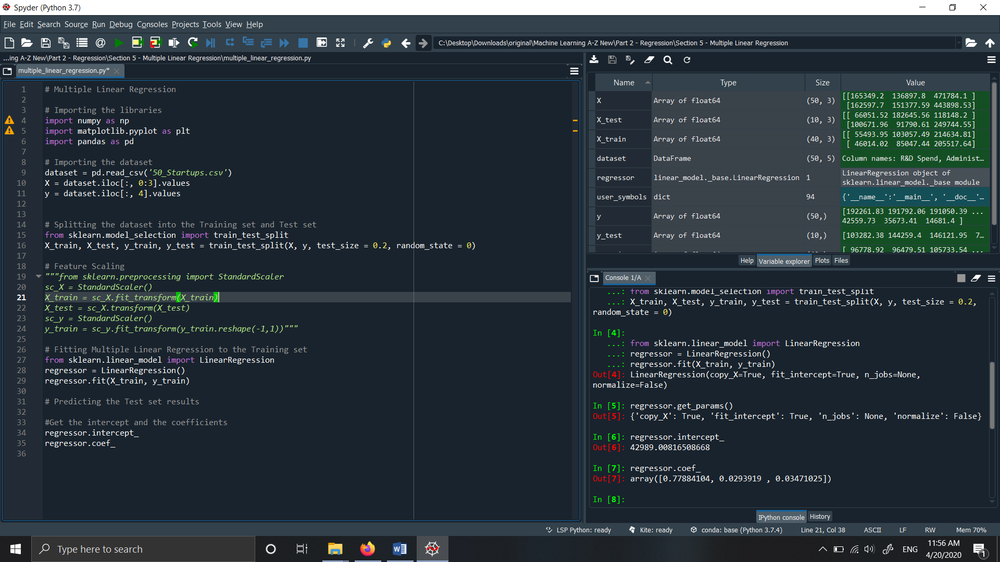 Spyder (Python 3.7)
File Edit Search Source Run Debug Consoles Projects Tools View Help
C:\Desktop\Downloads\original\Machine Learning A-Z New\Part 2 - Regression\Section 5 - Multiple Linear Regression
...ing A-Z New\Part 2 - Regression\Section 5 - Multiple Linear Regression\multiple_linear_regression.py
multiple_linear_regression.py*
1 # Multiple Linear Regression
2
3 # Importing the libraries
4 import numpy as np
5 import matplotlib.pyplot as plt
6 import pandas as pd
7
8 # Importing the dataset
9 dataset = pd.read_csv('50_Startups.csv')
10 X = dataset.iloc[:, 0:3].values
11 y = dataset.iloc[:, 4].values
12
13
14 # Splitting the dataset into the Training set and Test set
15 from sklearn.model_selection import train_test_split
16 X_train, X_test, y_train, y_test = train_test_split(X, y, test_size = 0.2, random_state = 0)
17
18 # Feature Scaling
19 """from sklearn.preprocessing import StandardScaler
20 sc_X = StandardScaler()
21 X_train = sc_X.fit_transform(X_train)
22 X_test = sc_X.transform(X_test)
23 sc_y = StandardScaler()
24 y_train = sc_y.fit_transform(y_train.reshape(-1,1))"""
25
26 # Fitting Multiple Linear Regression to the Training set
27 from sklearn.linear_model import LinearRegression
28 regressor = LinearRegression()
29 regressor.fit(X_train, y_train)
30
31 # Predicting the Test set results
32
33 #Get the intercept and the coefficients
34 regressor.intercept_
35 regressor.coef_
36
Name Type Size Value
X Array of float64 (50, 3) [[165349.2 136897.8 471784.1 ]
[162597.7 151377.59 443898.53]
X_test Array of float64 (10, 3) [[ 66051.52 182645.56 118148.2 ]
[100671.96 91790.61 249744.55]
X_train Array of float64 (40, 3) [[ 55493.95 103057.49 214634.81]
[ 46014.02 85047.44 205517.64]
dataset DataFrame (50, 5) Column names: R&D Spend, Administ...
regressor linear_model._base.LinearRegression 1 LinearRegression object of
sklearn.linear_model._base module
user_symbols dict 94 {'__name__':'__main__', '__doc__'...
y Array of float64 (50,) [192261.83 191792.06 191050.39 ...
42559.73 35673.41 14681.4 ]
y_test Array of float64 (10,) [103282.38 144259.4 146121.95 7...
[ 96778.92 96479.51 105733.54 ...
Help Variable explorer Plots Files
Console 1/A
...: from sklearn.model_selection import train_test_split
...: X_train, X_test, y_train, y_test = train_test_split(X, y, test_size = 0.2,
random_state = 0)
In [4]:
...: from sklearn.linear_model import LinearRegression
...: regressor = LinearRegression()
...: regressor.fit(X_train, y_train)
Out[4]: LinearRegression(copy_X=True, fit_intercept=True, n_jobs=None,
normalize=False)
In [5]: regressor.get_params()
Out[5]: {'copy_X': True, 'fit_intercept': True, 'n_jobs': None, 'normalize': False}
In [6]: regressor.intercept_
Out[6]: 42989.00816508668
In [7]: regressor.coef_
Out[7]: array([0.77884104, 0.0293919 , 0.03471025])
In [8]:
IPython console History
LSP Python: ready Kite: ready conda: base (Python 3.7.4) Line 21, Col 38 ASCII LF RW Mem 70%
Type here to search
ENG
11:56 AM
4/20/2020
1